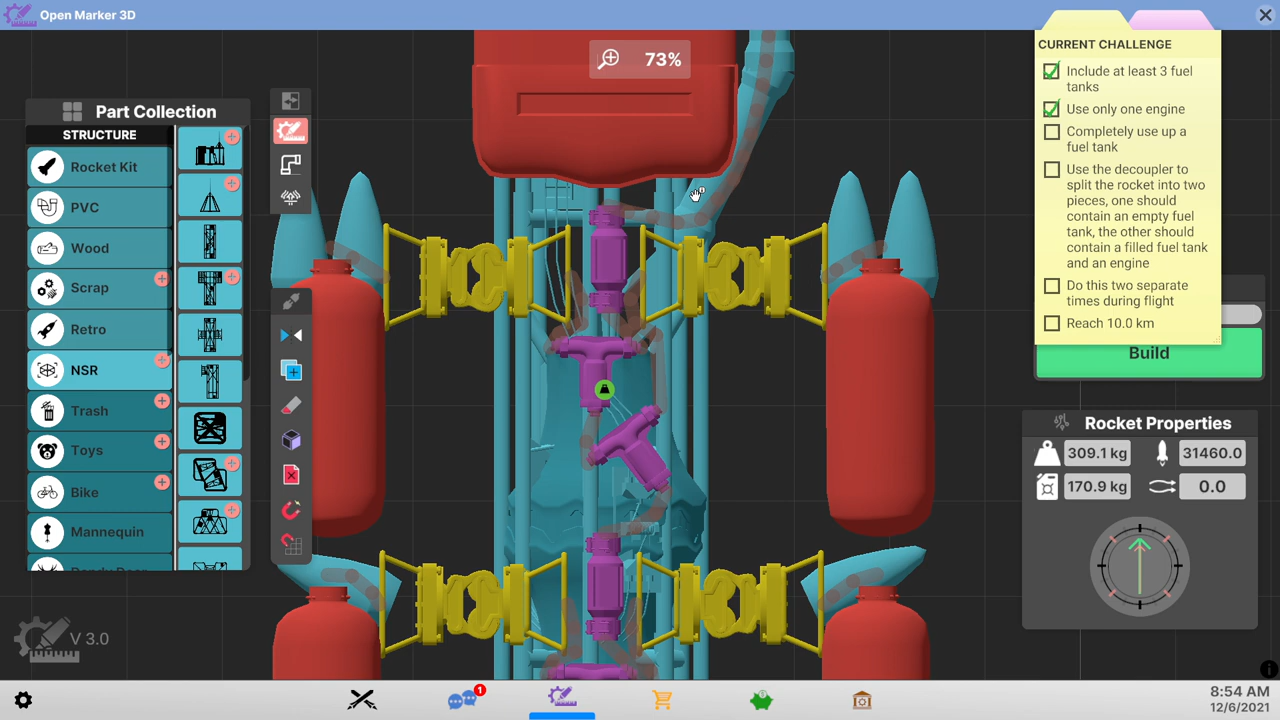 Open Marker 3D
73%
CURRENT CHALLENGE
Include at least 3 fuel
tanks
Use only one engine
Completely use up a
fuel tank
Use the decoupler to
split the rocket into two
pieces, one should
contain an empty fuel
tank, the other should
contain a filled fuel tank
and an engine
Do this two separate
times during flight
Reach 10.0 km
Build
Part Collection
STRUCTURE
Rocket Kit
PVC
Wood
Scrap
Retro
NSR
Trash
Toys
Bike
Mannequin
Rocket Properties
309.1 kg
31460.0
170.9 kg
0.0
V 3.0
1
8:54 AM
12/6/2021